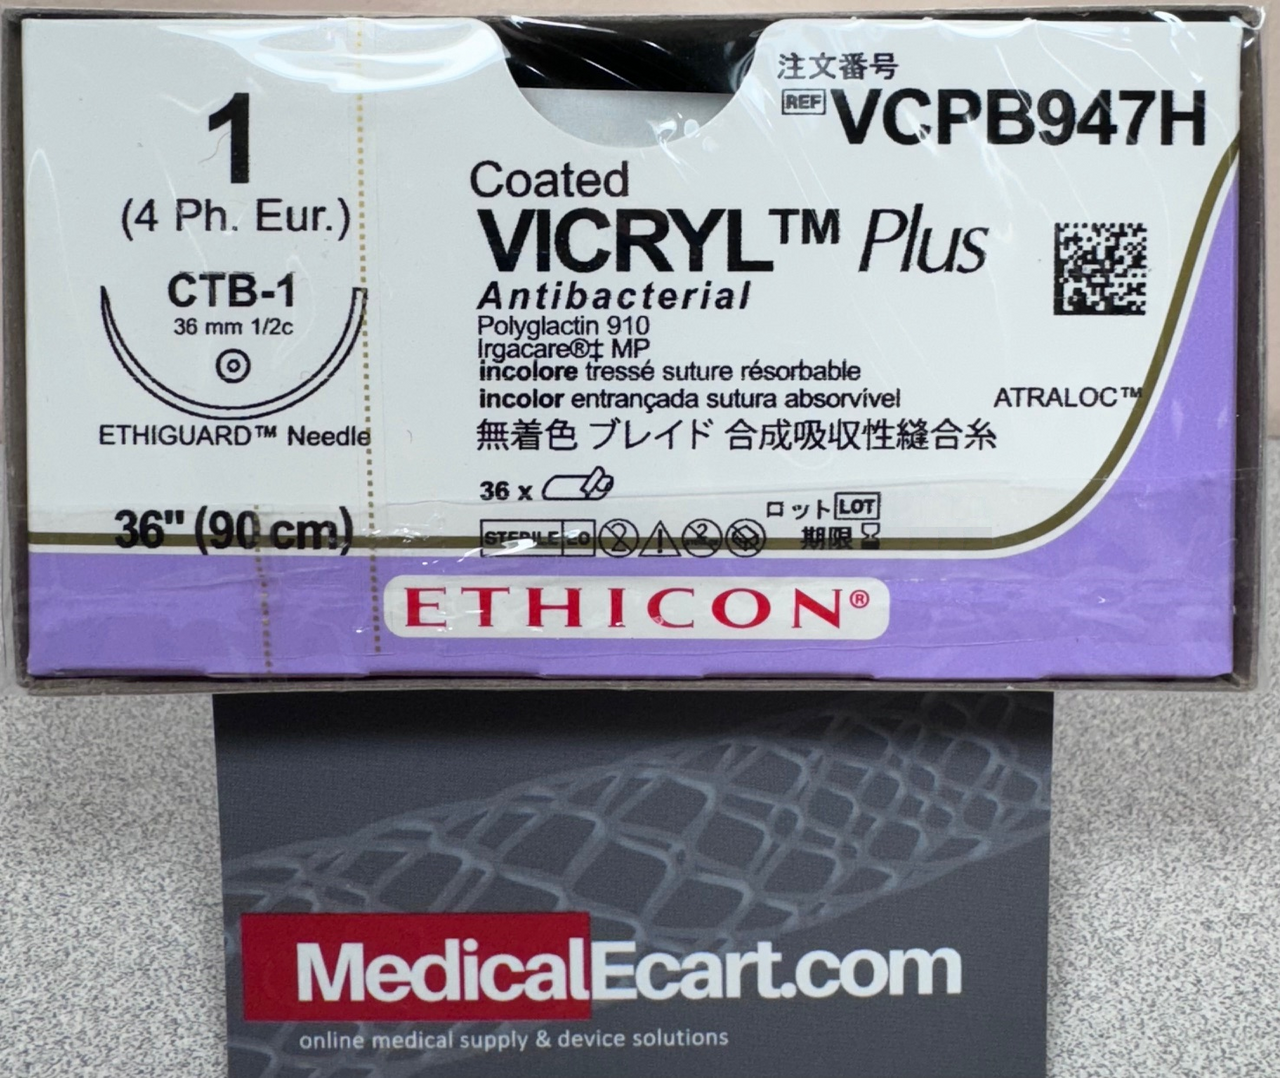 1
(4 Ph. Eur.)
CTB-1
36 mm 1/2c
ETHIGUARD™ Needle
36" (90 cm)
注文番号
REF VCPB947H
Coated
VICRYL™ Plus
Antibacterial
Polyglactin 910
Irgacare®‡ MP
incolore tressé suture résorbable
incolor entrançada sutura absorvível
ATRALOC™
無着色 ブレイド 合成吸収性縫合糸
36 x
ロット LOT
STERILE EO
期限
ETHICON®
MedicalEcart.com
online medical supply & device solutions